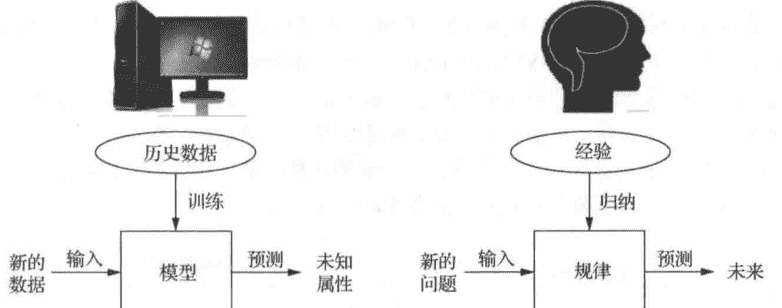 历史数据
训练
新的
数据
输入
模型
预测
未知
属性
经验
归纳
新的
问题
输入
规律
预测
未来